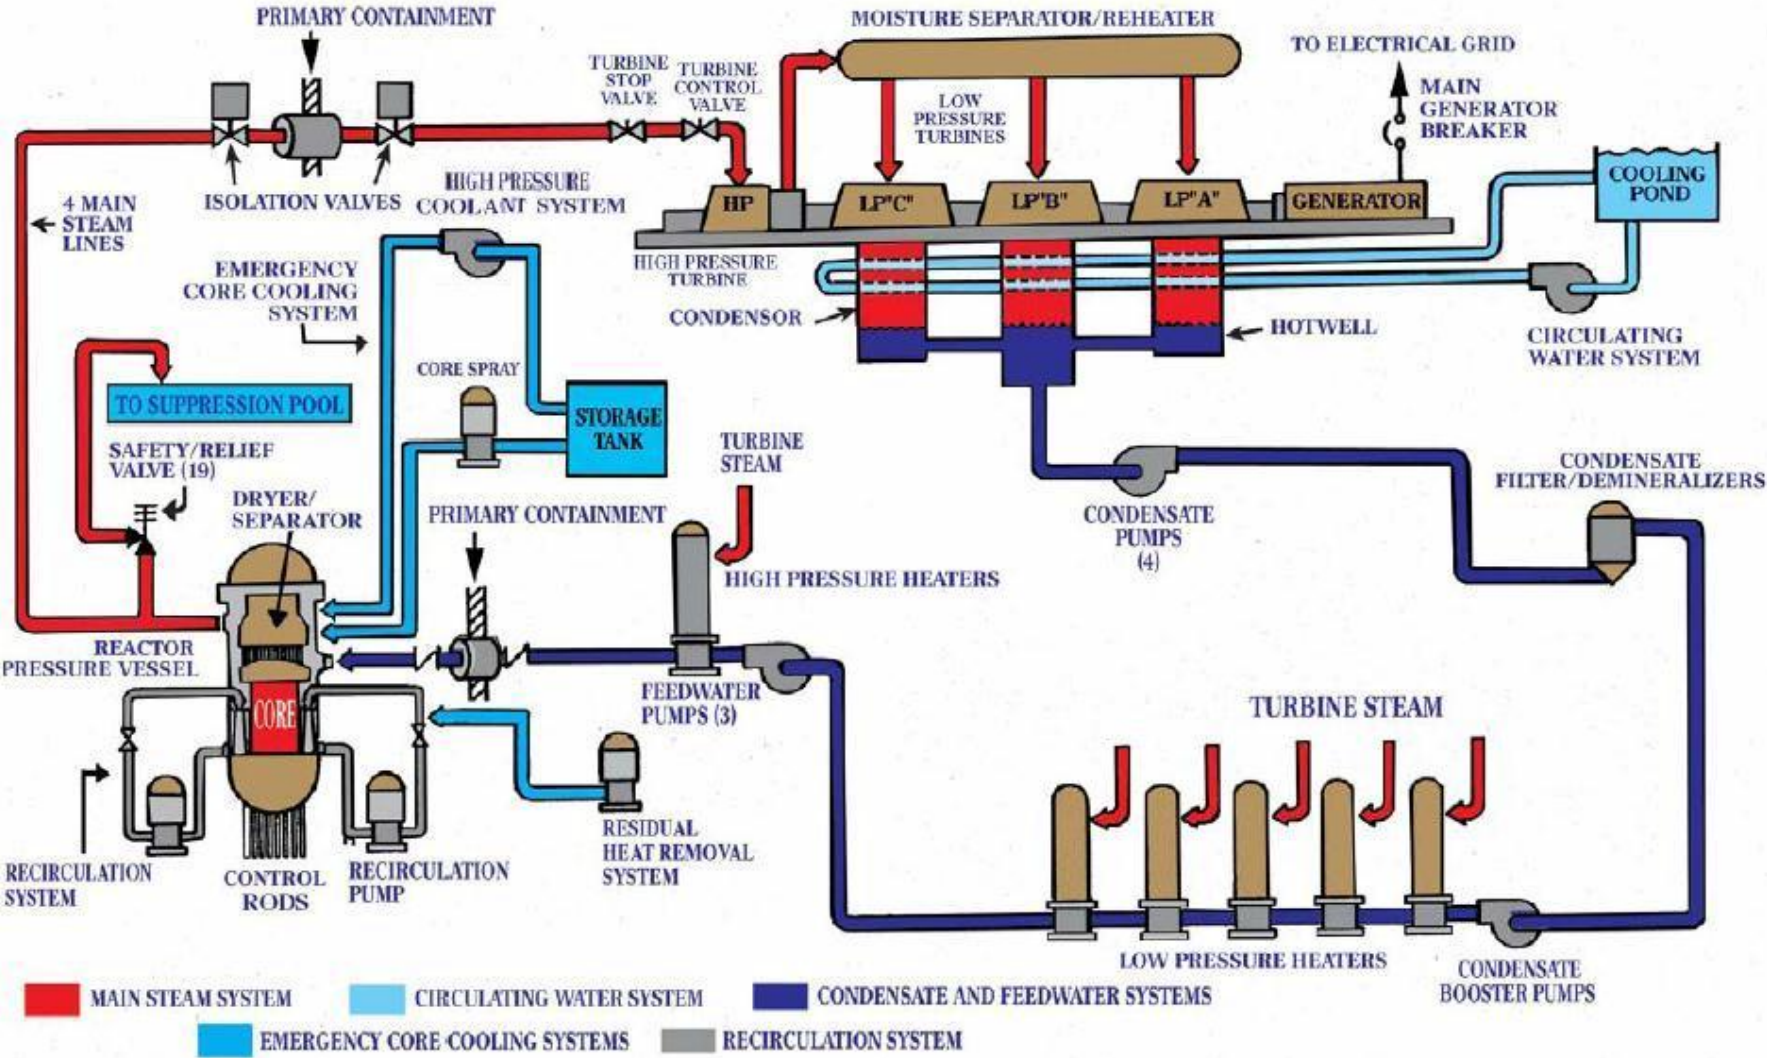 PRIMARY CONTAINMENT
MOISTURE SEPARATOR/REHEATER
TO ELECTRICAL GRID
TURBINE
STOP
VALVE
TURBINE
CONTROL
VALVE
LOW
PRESSURE
TURBINES
MAIN
GENERATOR
BREAKER
COOLING
POND
4 MAIN
STEAM
LINES
ISOLATION VALVES
HIGH PRESSURE
COOLANT SYSTEM
HP
LP"C"
LP"B"
LP"A"
GENERATOR
EMERGENCY
CORE COOLING
SYSTEM
HIGH PRESSURE
TURBINE
CONDENSOR
HOTWELL
CIRCULATING
WATER SYSTEM
CORE SPRAY
TO SUPPRESSION POOL
STORAGE
TANK
SAFETY/RELIEF
VALVE (19)
TURBINE
STEAM
CONDENSATE
FILTER/DEMINERALIZERS
DRYER/
SEPARATOR
PRIMARY CONTAINMENT
CONDENSATE
PUMPS
(4)
HIGH PRESSURE HEATERS
REACTOR
PRESSURE VESSEL
CORE
FEEDWATER
PUMPS (3)
TURBINE STEAM
RECIRCULATION
SYSTEM
CONTROL
RODS
RECIRCULATION
PUMP
RESIDUAL
HEAT REMOVAL
SYSTEM
LOW PRESSURE HEATERS
CONDENSATE
BOOSTER PUMPS
MAIN STEAM SYSTEM
CIRCULATING WATER SYSTEM
CONDENSATE AND FEEDWATER SYSTEMS
EMERGENCY CORE COOLING SYSTEMS
RECIRCULATION SYSTEM